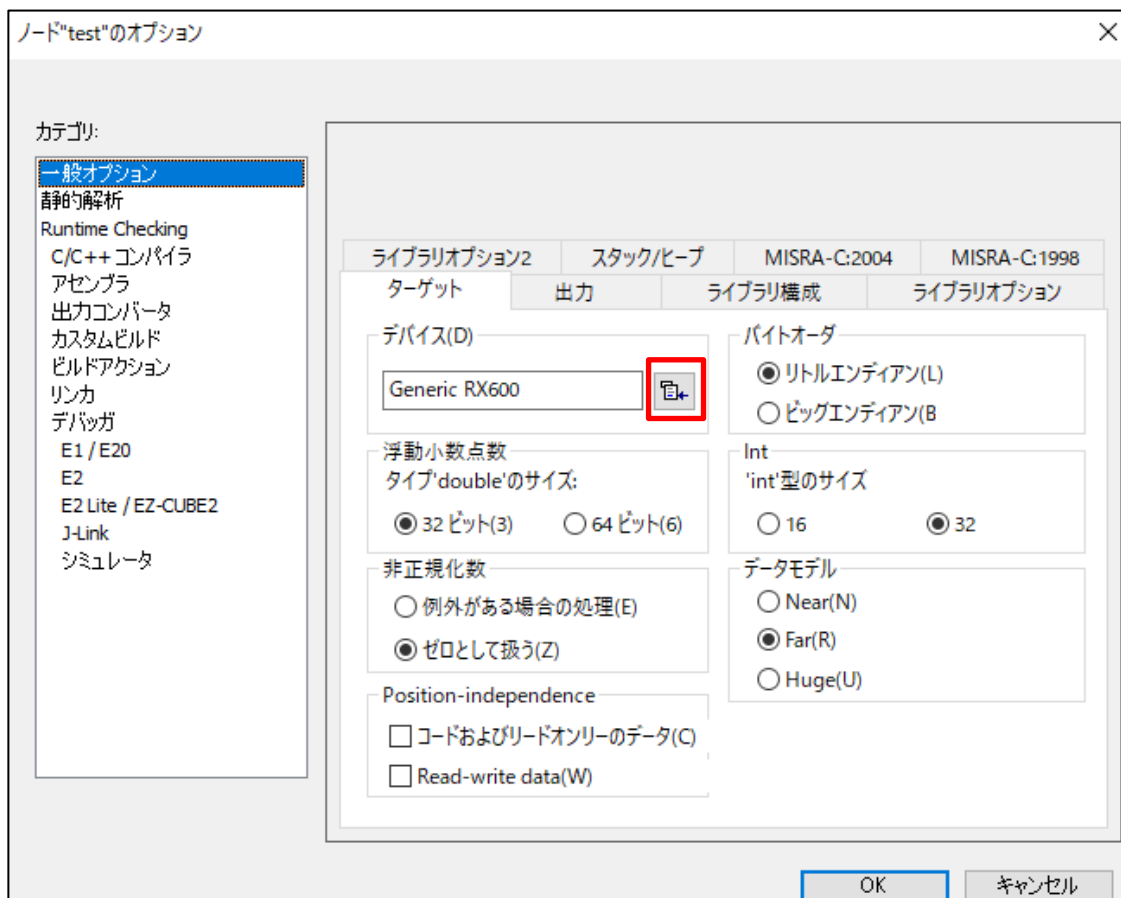 ノード"test"のオプション
カテゴリ:
一般オプション
静的解析
Runtime Checking
C/C++ コンパイラ
アセンブラ
出力コンバータ
カスタムビルド
ビルドアクション
リンカ
デバッガ
E1 / E20
E2
E2 Lite / EZ-CUBE2
J-Link
シミュレータ
ライブラリオプション2 スタック/ヒープ MISRA-C:2004 MISRA-C:1998
ターゲット 出力 ライブラリ構成 ライブラリオプション
デバイス(D)
Generic RX600
バイトオーダ
リトルエンディアン(L)
ビッグエンディアン(B
浮動小数点数
タイプ'double'のサイズ:
32 ビット(3) 64 ビット(6)
Int
'int'型のサイズ
16 32
非正規化数
例外がある場合の処理(E)
ゼロとして扱う(Z)
データモデル
Near(N)
Far(R)
Huge(U)
Position-independence
コードおよびリードオンリーのデータ(C)
Read-write data(W)
OK キャンセル